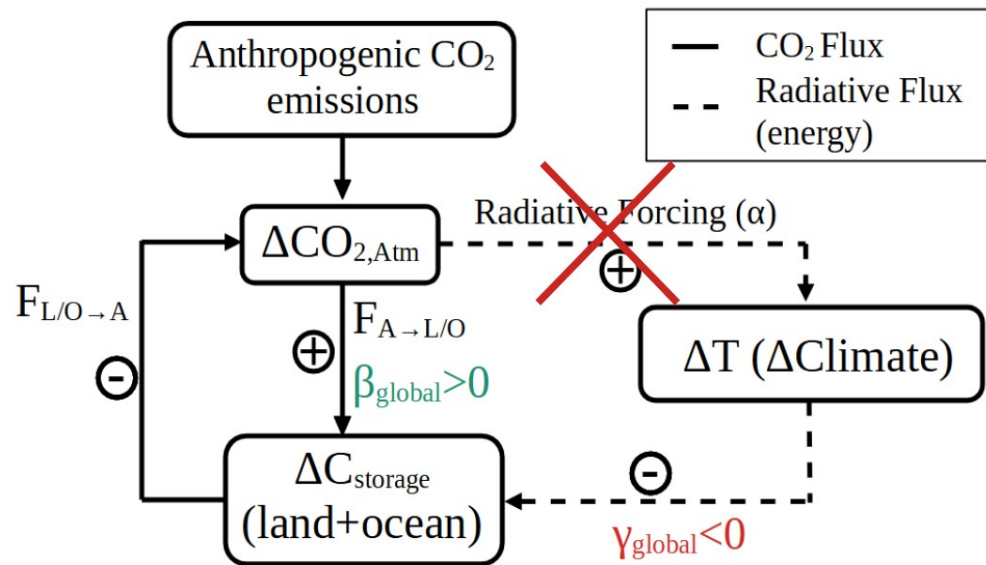 Anthropogenic CO₂
emissions
CO₂ Flux
Radiative Flux
(energy)
Radiative Forcing (α)
ΔCO₂,Atm
+
F_L/O→A
F_A→L/O
+
-
β_global>0
ΔT (ΔClimate)
ΔC_storage
(land+ocean)
-
γ_global<0